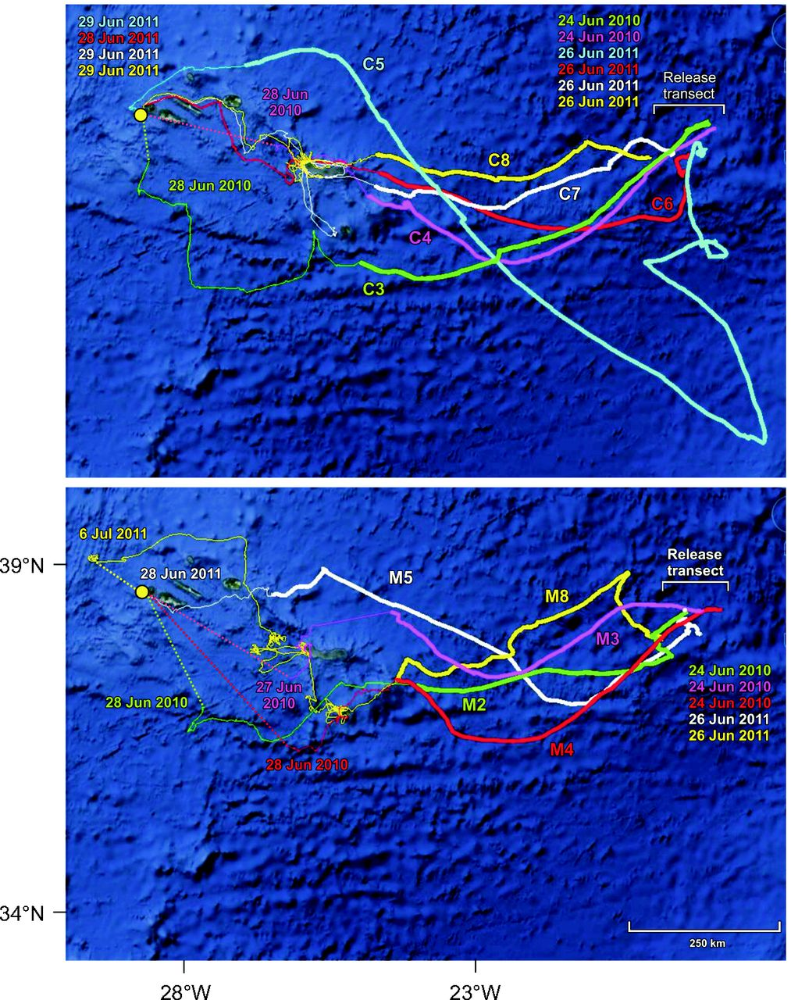 29 Jun 2011
28 Jun 2011
29 Jun 2011
29 Jun 2011
24 Jun 2010
24 Jun 2010
26 Jun 2011
26 Jun 2011
26 Jun 2011
26 Jun 2011
Release
transect
C5
28 Jun
2010
C8
28 Jun 2010
C7
C6
C4
C3
6 Jul 2011
39°N
28 Jun 2011
M5
Release
transect
M8
M3
24 Jun 2010
24 Jun 2010
24 Jun 2010
26 Jun 2011
26 Jun 2011
27 Jun
2010
28 Jun 2010
M2
M4
28 Jun 2010
34°N
250 km
28°W
23°W